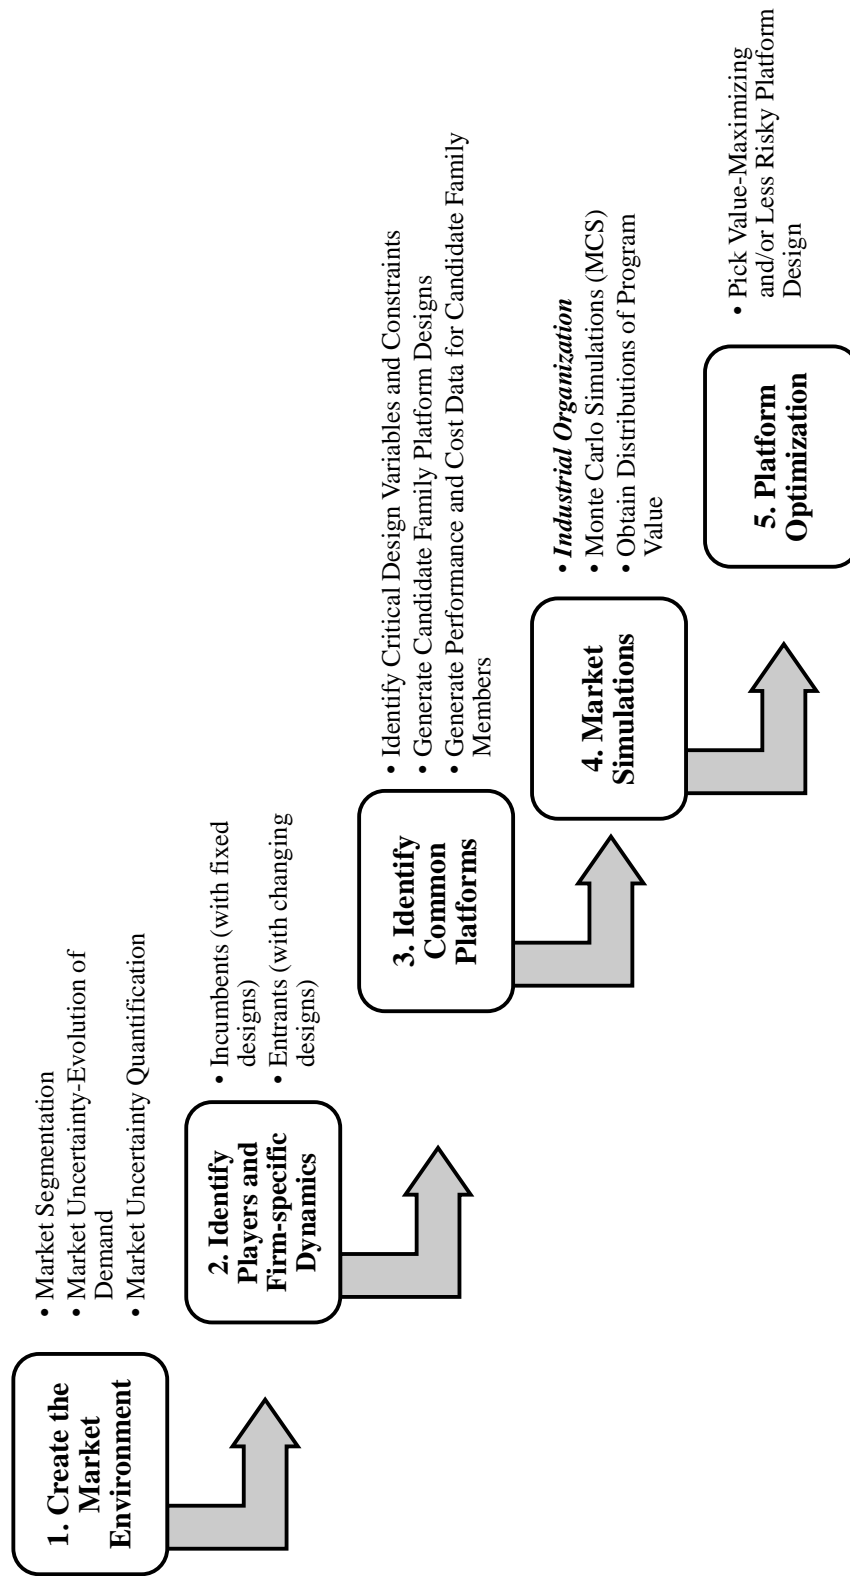 1. Create the
Market
Environment
• Market Segmentation
• Market Uncertainty-Evolution of
Demand
• Market Uncertainty Quantification
2. Identify
Players and
Firm-specific
Dynamics
• Incumbents (with fixed
designs)
• Entrants (with changing
designs)
3. Identify
Common
Platforms
• Identify Critical Design Variables and Constraints
• Generate Candidate Family Platform Designs
• Generate Performance and Cost Data for Candidate Family
Members
4. Market
Simulations
• Industrial Organization
• Monte Carlo Simulations (MCS)
• Obtain Distributions of Program
Value
5. Platform
Optimization
• Pick Value-Maximizing
and/or Less Risky Platform
Design